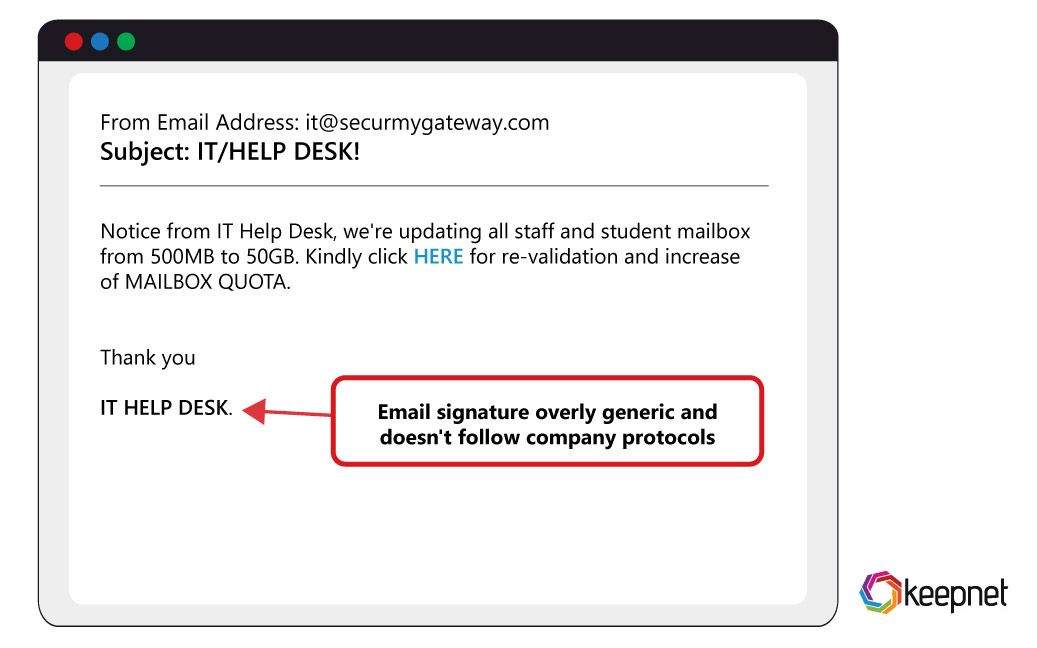 From Email Address: it@securmygateway.com
Subject: IT/HELP DESK!
Notice from IT Help Desk, we're updating all staff and student mailbox
from 500MB to 50GB. Kindly click HERE for re-validation and increase
of MAILBOX QUOTA.
Thank you
IT HELP DESK.
Email signature overly generic and
doesn't follow company protocols
keepnet